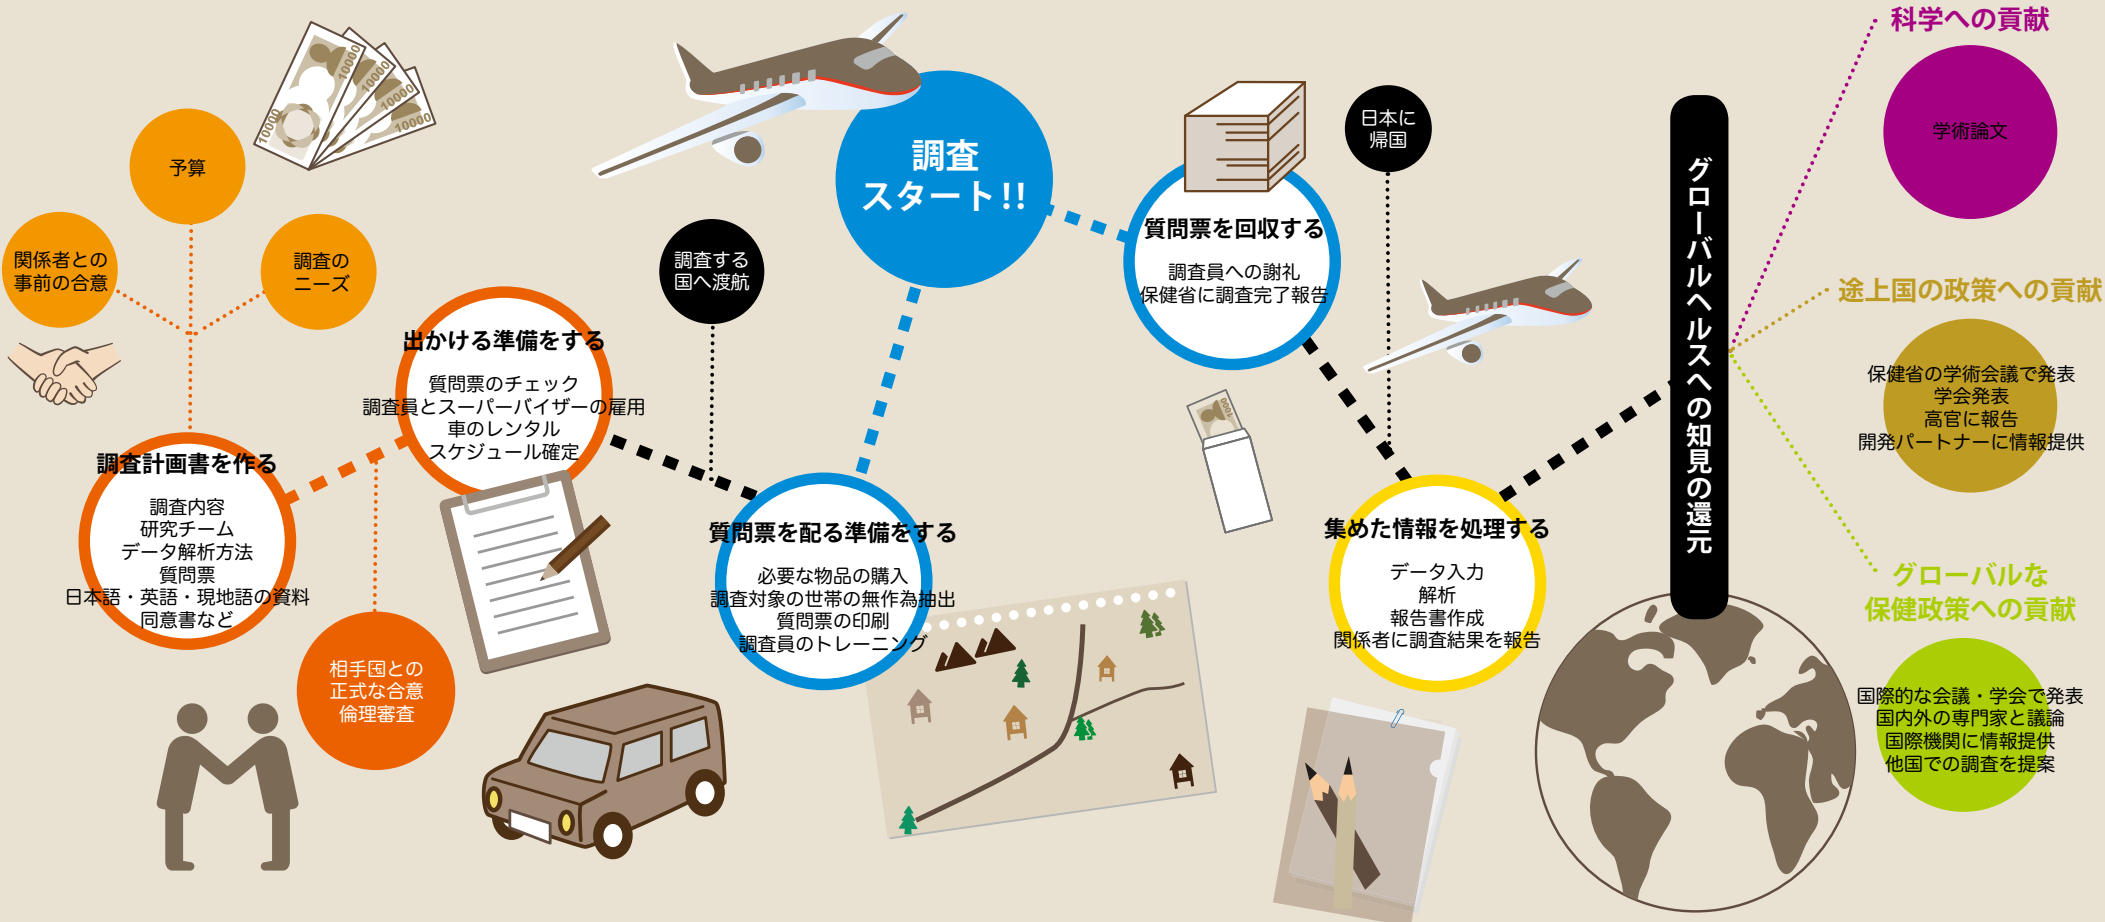 予算
関係者との
事前の合意
調査の
ニーズ
10000
10000
10000
10000
10000
調査計画書を作る
調査内容
研究チーム
データ解析方法
質問票
日本語・英語・現地語の資料
同意書など
相手国との
正式な合意
倫理審査
出かける準備をする
質問票のチェック
調査員とスーパーバイザーの雇用
車のレンタル
スケジュール確定
調査する
国へ渡航
質問票を配る準備をする
必要な物品の購入
調査対象の世帯の無作為抽出
質問票の印刷
調査員のトレーニング
調査
スタート!!
質問票を回収する
調査員への謝礼
保健省に調査完了報告
1000
日本に
帰国
集めた情報を処理する
データ入力
解析
報告書作成
関係者に調査結果を報告
グローバルヘルスへの知見の還元
科学への貢献
学術論文
途上国の政策への貢献
保健省の学術会議で発表
学会発表
高官に報告
開発パートナーに情報提供
グローバルな
保健政策への貢献
国際的な会議・学会で発表
国内外の専門家と議論
国際機関に情報提供
他国での調査を提案